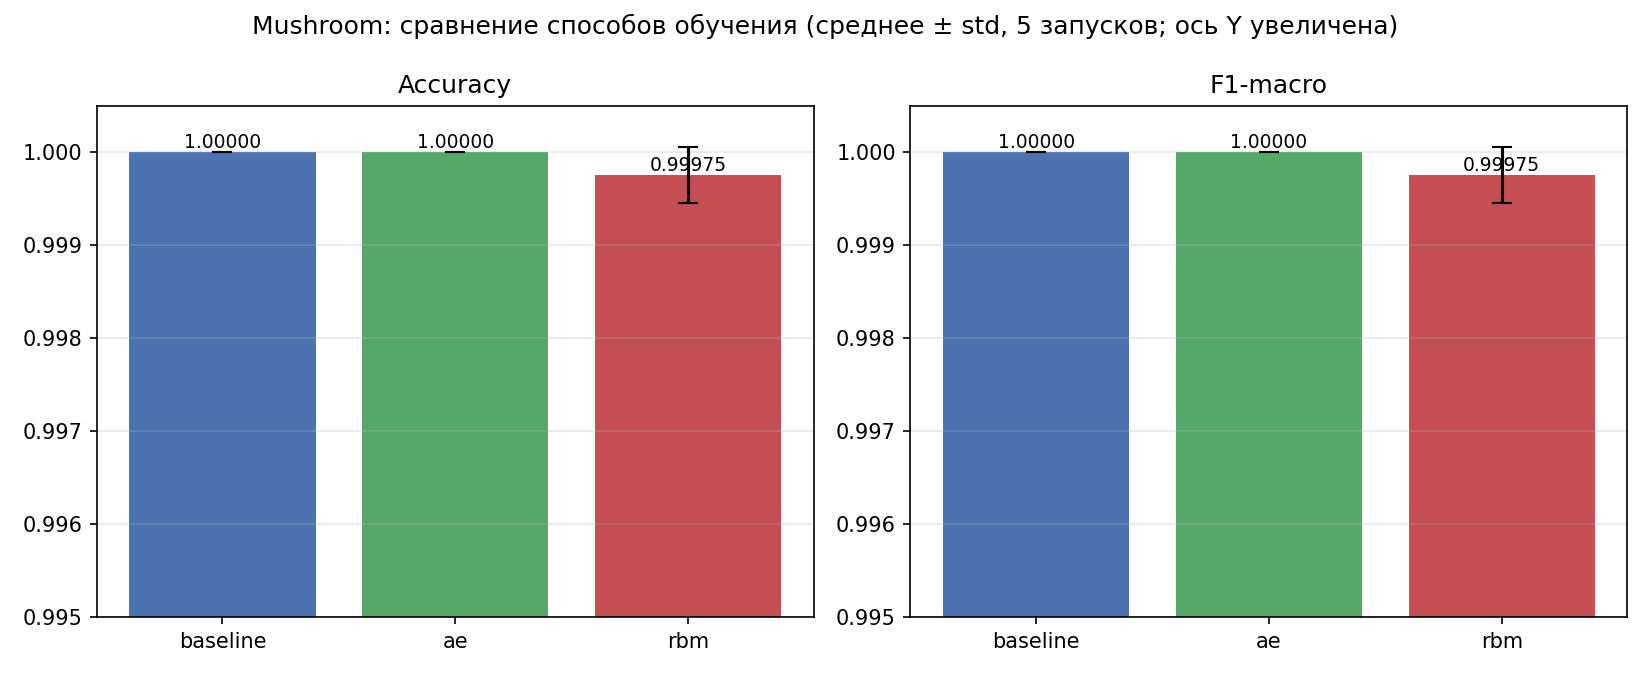 Mushroom: сравнение способов обучения (среднее ± std, 5 запусков; ось Y увеличена)
Accuracy
1.000
0.999
0.998
0.997
0.996
0.995
1.00000
1.00000
0.99975
baseline
ae
rbm
F1-macro
1.000
0.999
0.998
0.997
0.996
0.995
1.00000
1.00000
0.99975
baseline
ae
rbm